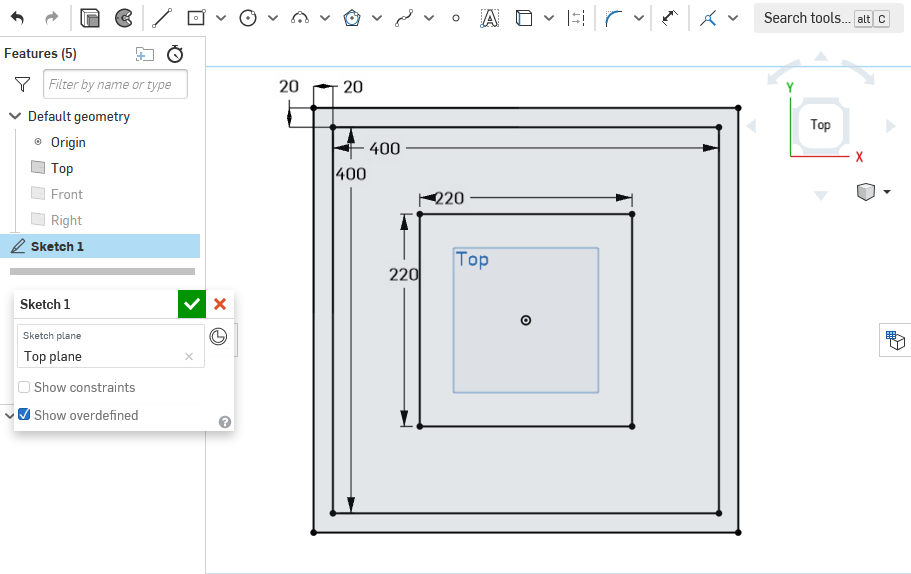 Search tools... alt C
Features (5)
Filter by name or type
Default geometry
Origin
Top
Front
Right
Sketch 1
Sketch 1
Sketch plane
Top plane
Show constraints
Show overdefined
20 20
400
400
220
220
Top
Y
Top
X